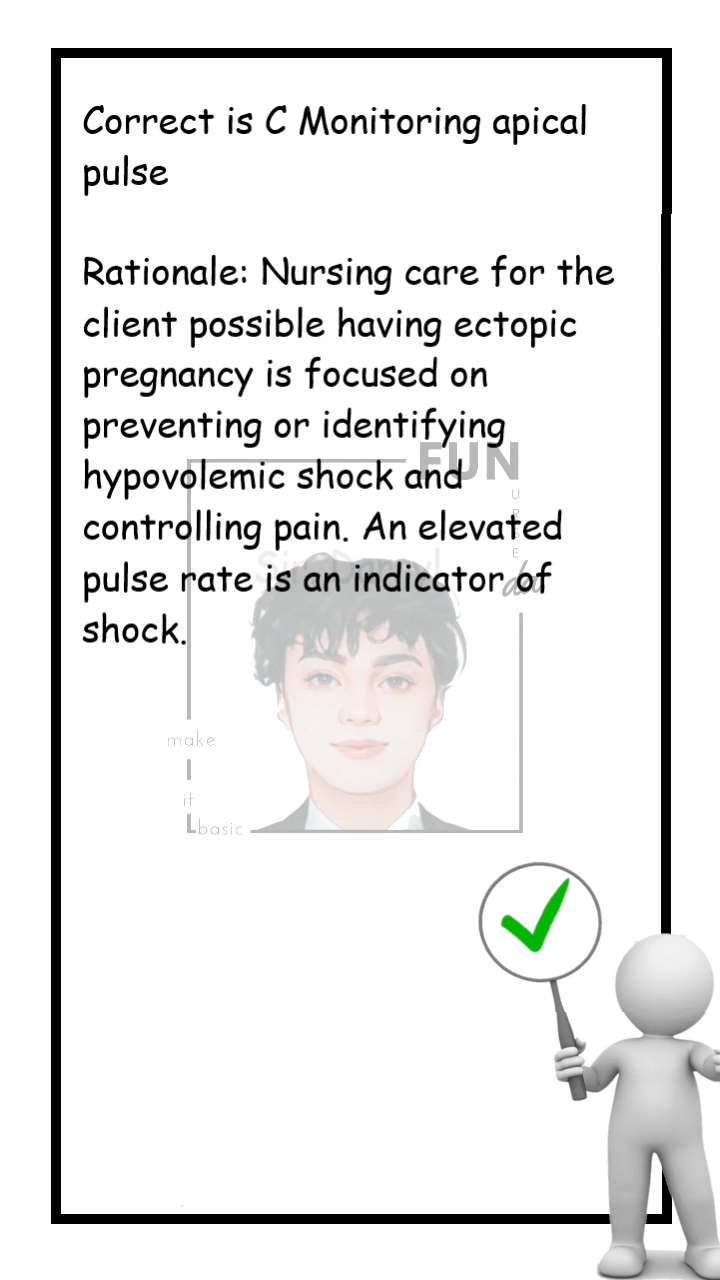 Correct is C Monitoring apical
pulse
Rationale: Nursing care for the
client possible having ectopic
pregnancy is focused on
preventing or identifying
hypovolemic shock and
controlling pain. An elevated
pulse rate is an indicator of
shock.
FUN
make
it
basic